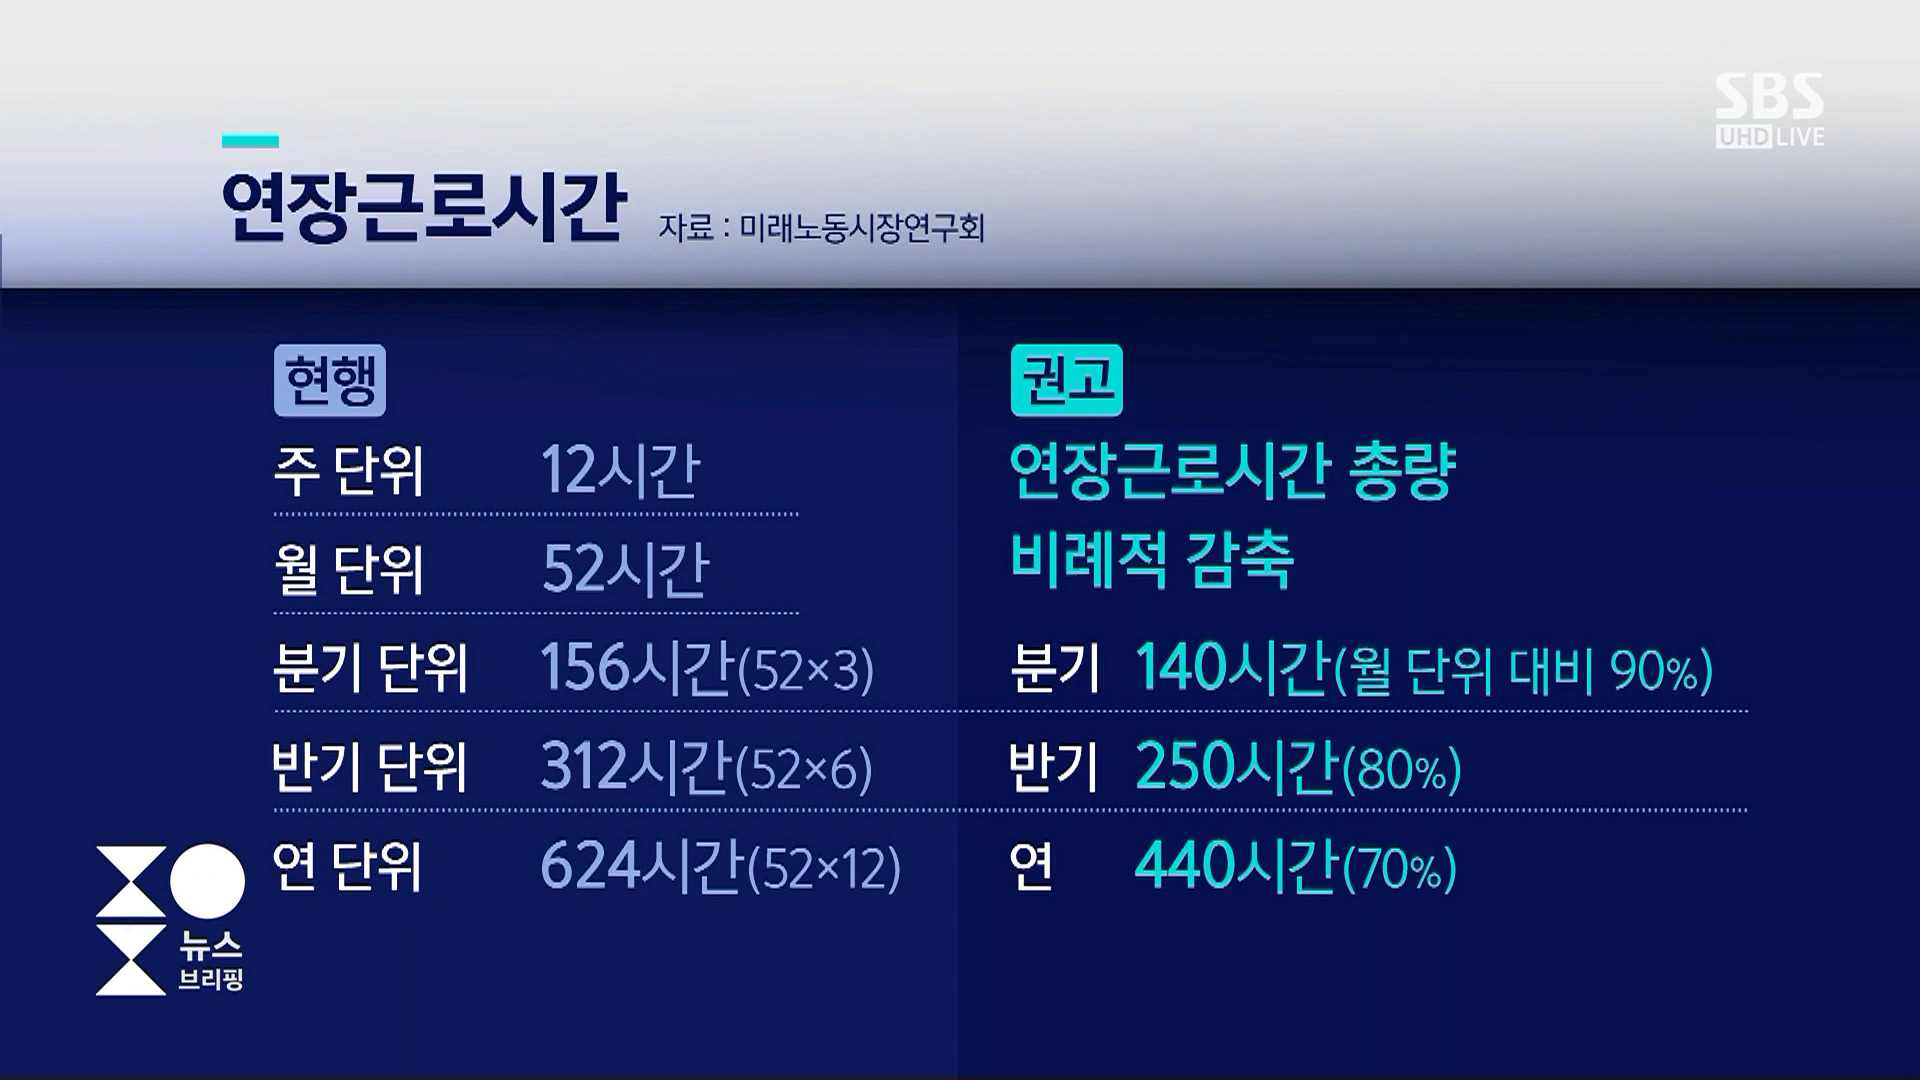 SBS
UHD LIVE
연장근로시간 자료 : 미래노동시장연구회
현행
주 단위 12시간
월 단위 52시간
분기 단위 156시간(52×3)
반기 단위 312시간(52×6)
연 단위 624시간(52×12)
권고
연장근로시간 총량
비례적 감축
분기 140시간(월 단위 대비 90%)
반기 250시간(80%)
연 440시간(70%)
뉴스
브리핑